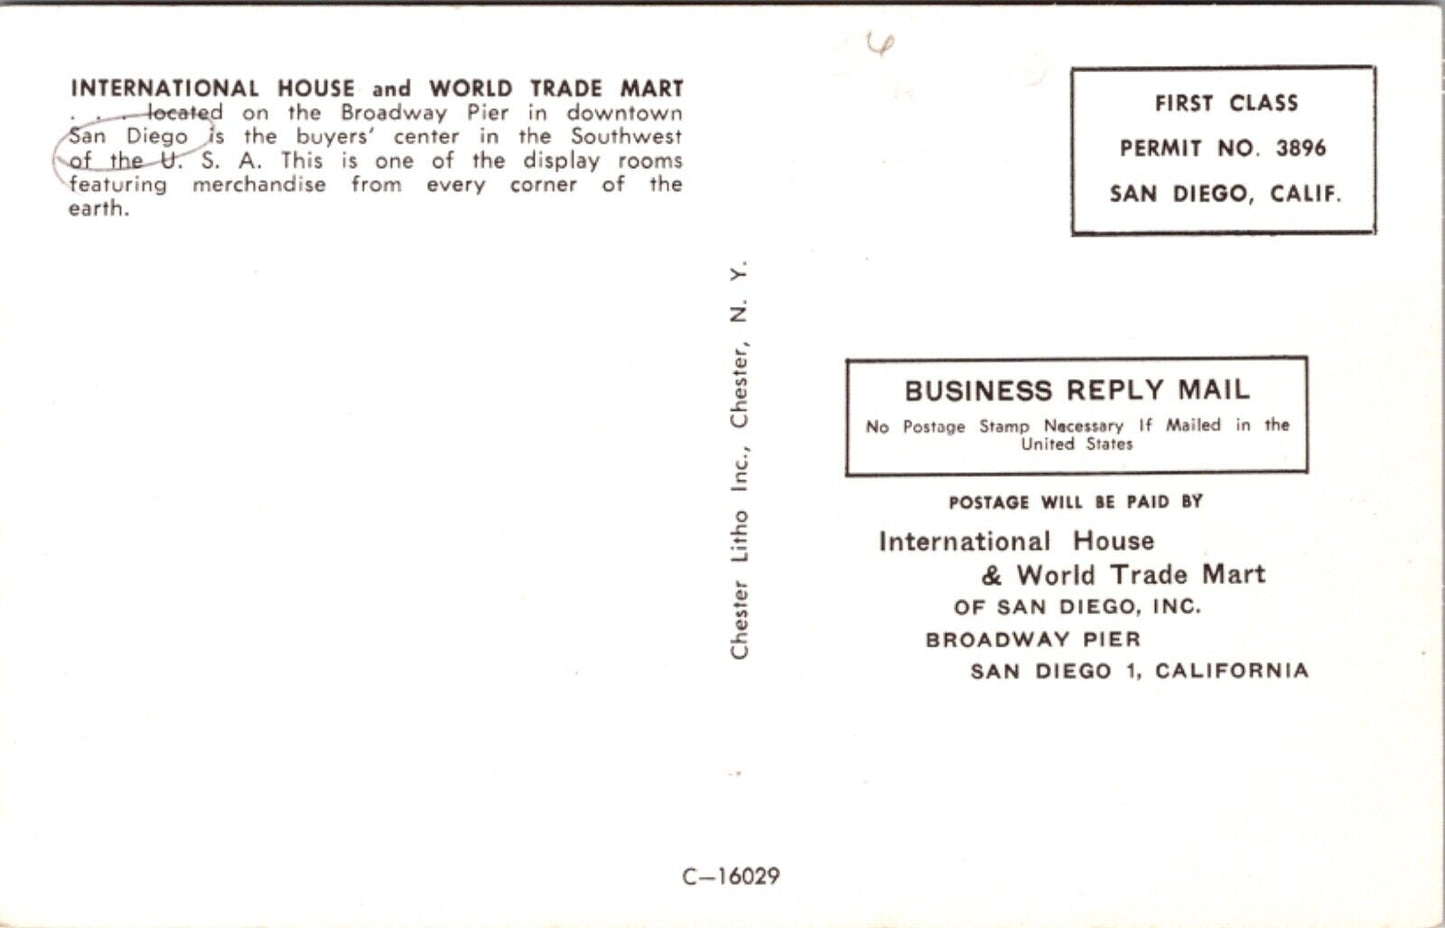 INTERNATIONAL HOUSE and WORLD TRADE MART
. . . located on the Broadway Pier in downtown
San Diego is the buyers' center in the Southwest
of the U. S. A. This is one of the display rooms
featuring merchandise from every corner of the
earth.
Chester Litho Inc., Chester, N. Y.
C—16029
6
FIRST CLASS
PERMIT NO. 3896
SAN DIEGO, CALIF.
BUSINESS REPLY MAIL
No Postage Stamp Necessary If Mailed in the
United States
POSTAGE WILL BE PAID BY
International House
& World Trade Mart
OF SAN DIEGO, INC.
BROADWAY PIER
SAN DIEGO 1, CALIFORNIA